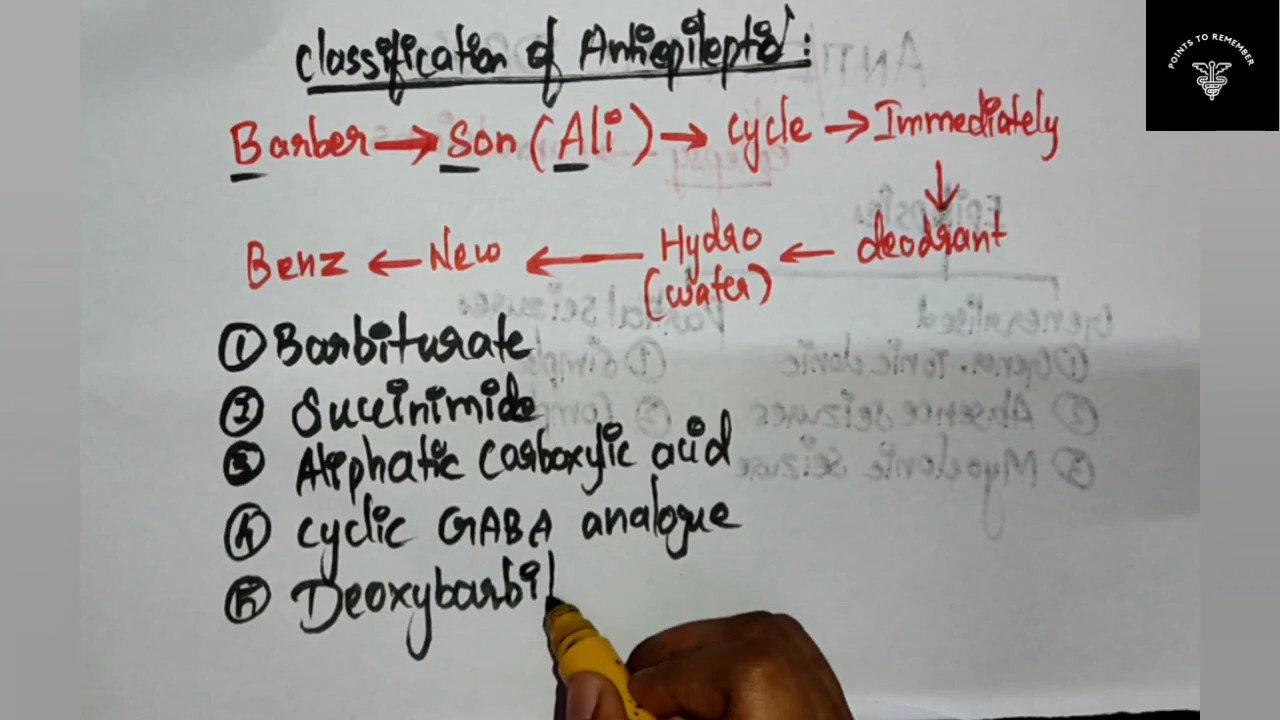 Classification of Antiepileptic:
Barber → Son (Ali) → cycle → Immediately
↓
Benz ← New ← Hydro (water) ← deodrant
① Barbiturate
② Succinimide
③ Aliphatic Carboxylic acid
④ cyclic GABA analogue
⑤ Deoxybarbit
POINTS TO REMEMBER